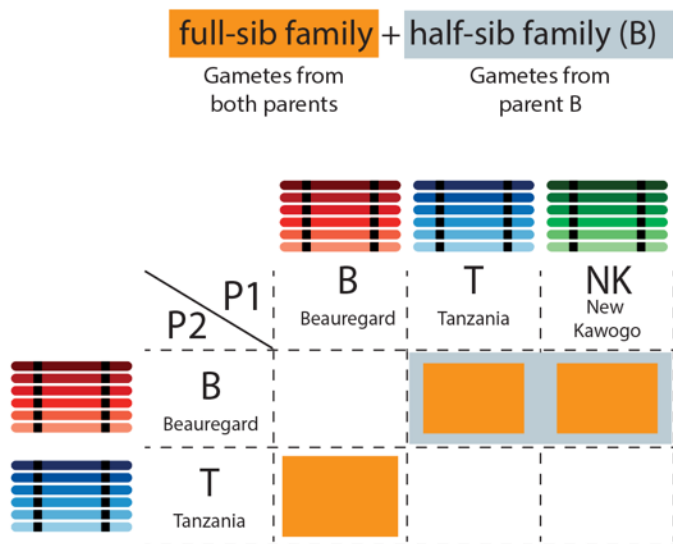 full-sib family + half-sib family (B)
Gametes from both parents
Gametes from parent B
P1
P2
B
Beauregard
T
Tanzania
NK
New
Kawogo
B
Beauregard
T
Tanzania